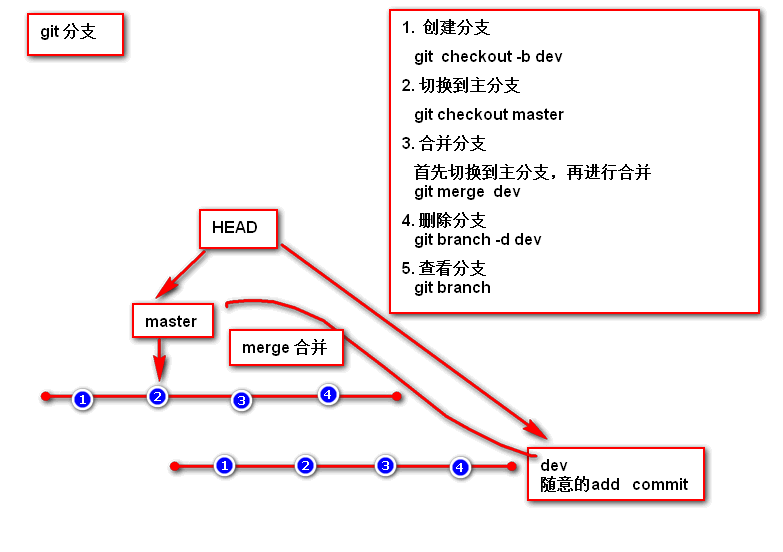 git 分支
1. 创建分支
git checkout -b dev
2. 切换到主分支
git checkout master
3. 合并分支
首先切换到主分支，再进行合并
git merge dev
4. 删除分支
git branch -d dev
5. 查看分支
git branch
HEAD
master
merge 合并
1 2 3 4
1 2 3 4
dev
随意的add commit